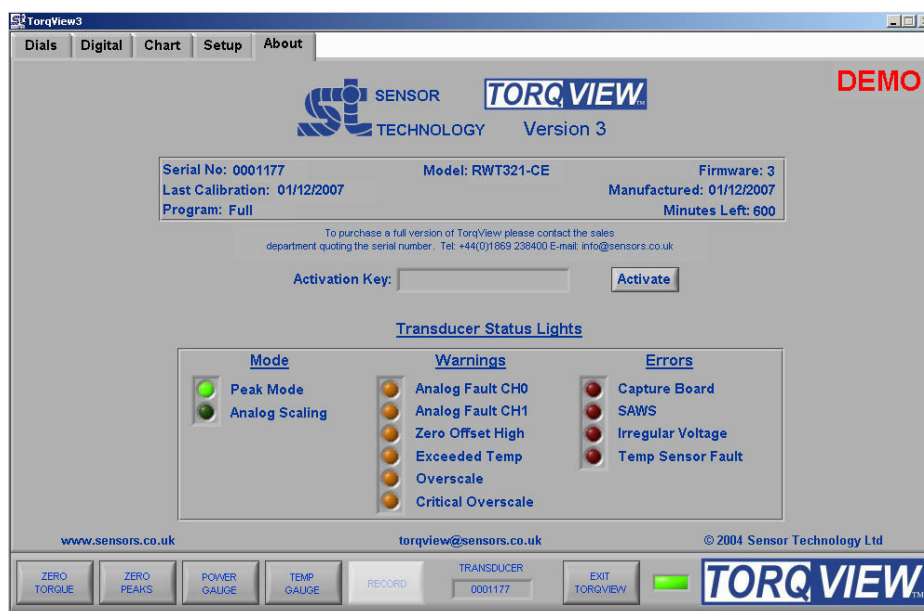 TorqView3
Dials Digital Chart Setup About
DEMO
SENSOR
TECHNOLOGY
TORQVIEW™
Version 3
Serial No: 0001177 Model: RWT321-CE Firmware: 3
Last Calibration: 01/12/2007 Manufactured: 01/12/2007
Program: Full Minutes Left: 600
To purchase a full version of TorqView please contact the sales
department quoting the serial number. Tel: +44(0)1869 238400 E-mail: info@sensors.co.uk
Activation Key: Activate
Transducer Status Lights
Mode
Peak Mode
Analog Scaling
Warnings
Analog Fault CH0
Analog Fault CH1
Zero Offset High
Exceeded Temp
Overscale
Critical Overscale
Errors
Capture Board
SAWS
Irregular Voltage
Temp Sensor Fault
www.sensors.co.uk torqview@sensors.co.uk © 2004 Sensor Technology Ltd
ZERO
TORQUE
ZERO
PEAKS
POWER
GAUGE
TEMP
GAUGE
RECORD
TRANSDUCER
0001177
EXIT
TORQVIEW
TORQVIEW™